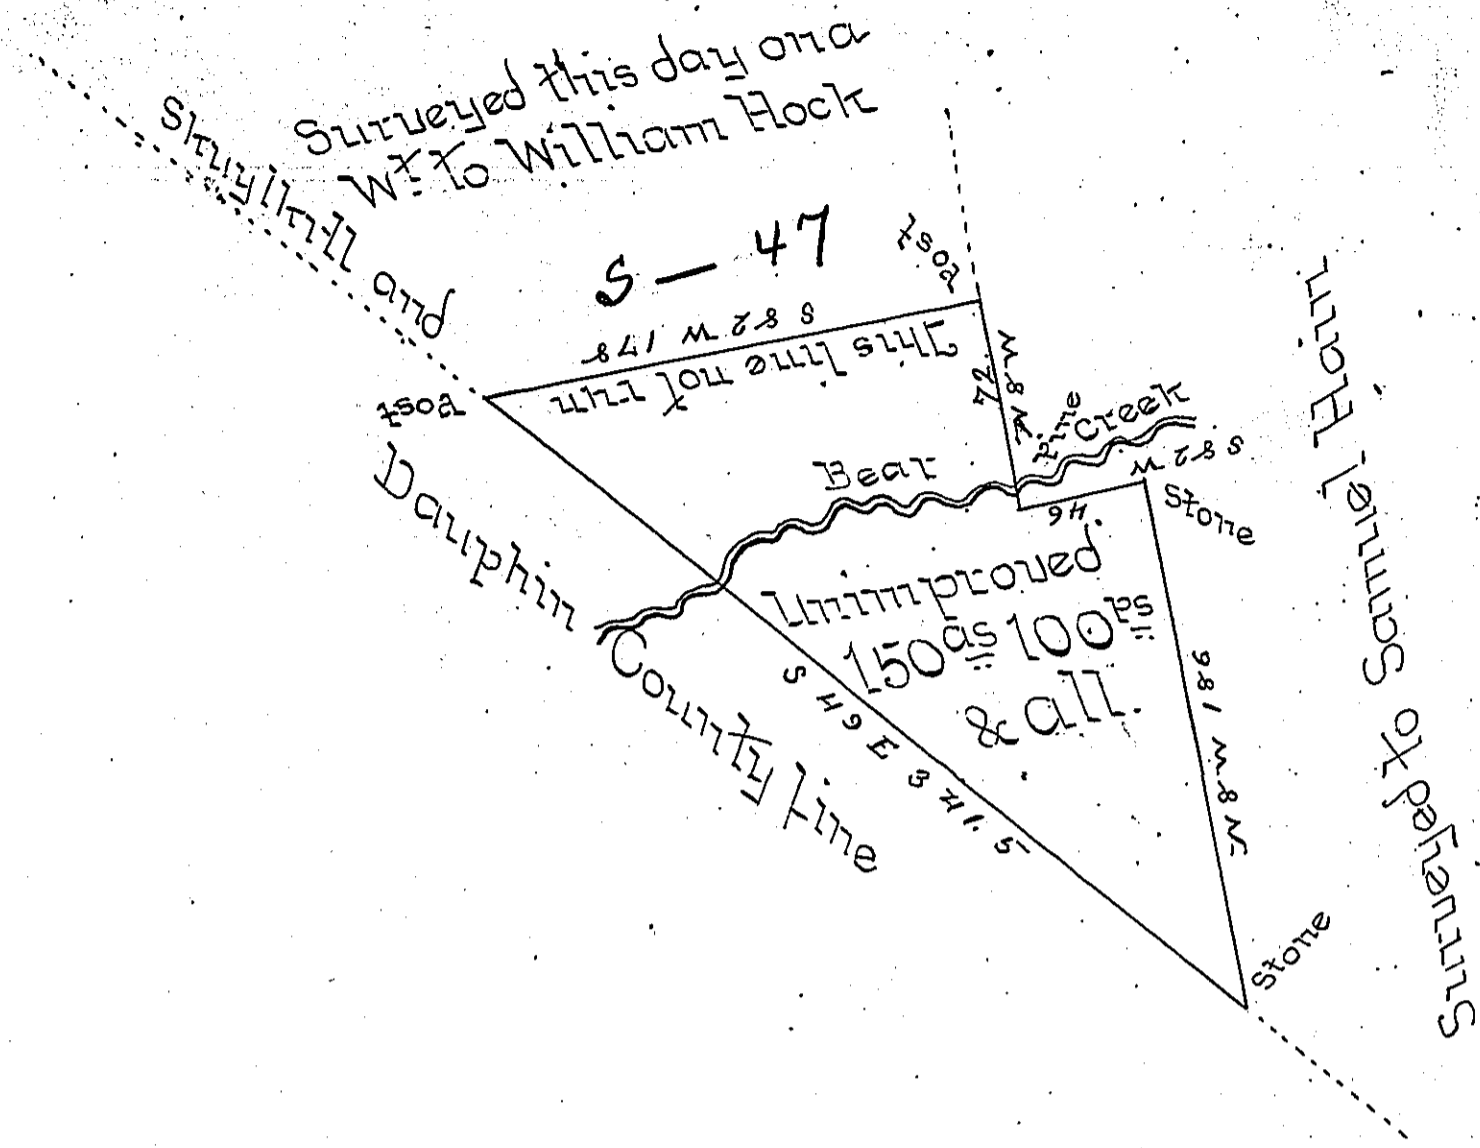 Surveyed this day on a
Wt. to William Hock
S — 47
Skuylkill and
Dauphin
County Line
Post
S 82 W 178
This line not run
Post
N 8 W
72
Bear
Pine
Creek
S 82 W
46
Stone
Unimproved
150as 100ps
& all.
S 49 E 341.5
N 8 W 186
Stone
Surveyed to Samuel Hain